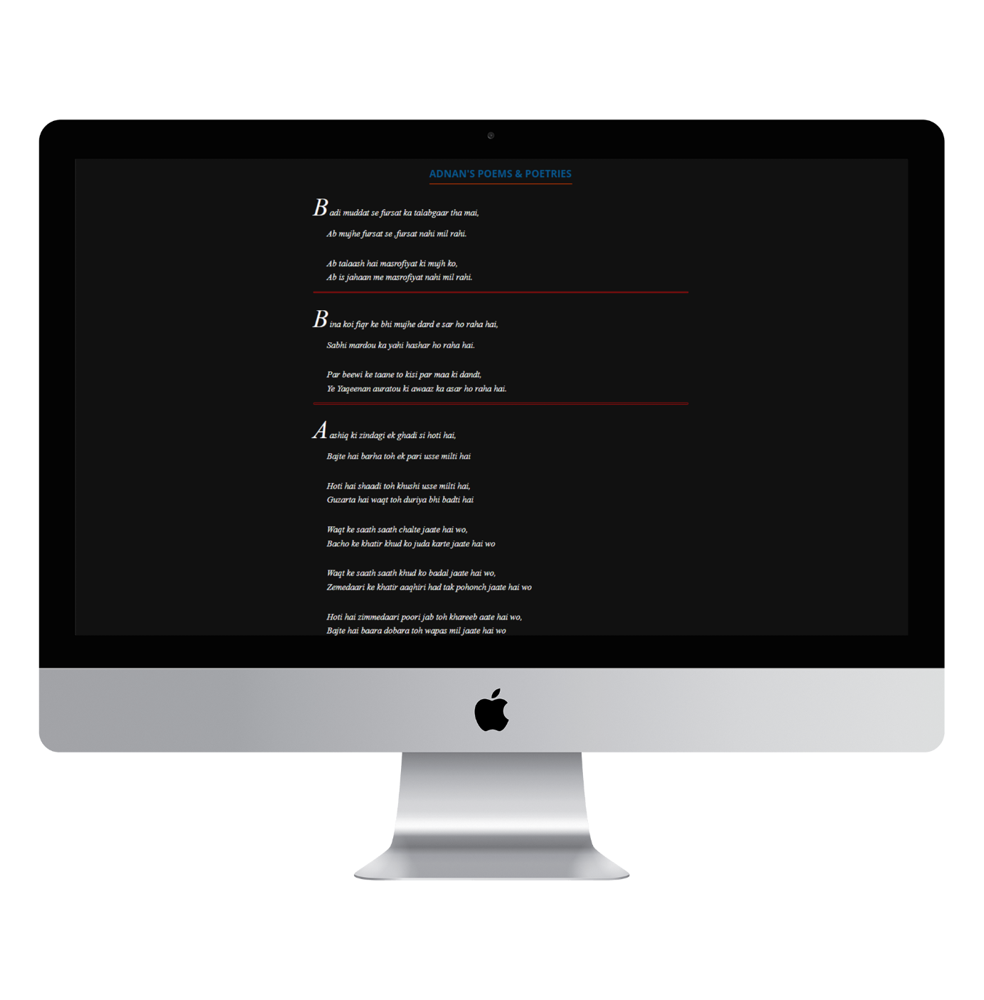 ADNAN'S POEMS & POETRIES
Badi muddat se fursat ka talabgaar tha mai,
Ab mujhe fursat se ,fursat nahi mil rahi.
Ab talaash hai masrofiyat ki mujh ko,
Ab is jahaan me masrofiyat nahi mil rahi.
Bina koi fiqr ke bhi mujhe dard e sar ho raha hai,
Sabhi mardou ka yahi hashar ho raha hai.
Par beewi ke taane to kisi par maa ki dandt,
Ye Yaqeenan auratou ki awaaz ka asar ho raha hai.
Aashiq ki zindagi ek ghadi si hoti hai,
Bajte hai barha toh ek pari usse milti hai
Hoti hai shaadi toh khushi usse milti hai,
Guzarta hai waqt toh duriya bhi badti hai
Waqt ke saath saath chalte jaate hai wo,
Bacho ke khatir khud ko juda karte jaate hai wo
Waqt ke saath saath khud ko badal jaate hai wo,
Zemedaari ke khatir aaqhiri had tak pohonch jaate hai wo
Hoti hai zimmedaari poori jab toh khareeb aate hai wo,
Bajte hai baara dobara toh wapas mil jaate hai wo